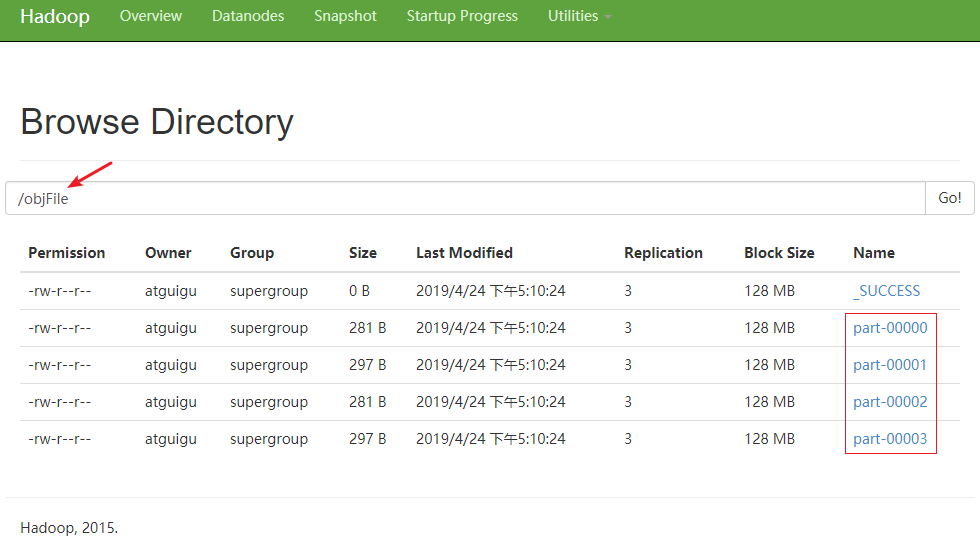 Hadoop Overview Datanodes Snapshot Startup Progress Utilities
Browse Directory
/objFile Go!
Permission Owner Group Size Last Modified Replication Block Size Name
-rw-r--r-- atguigu supergroup 0 B 2019/4/24 下午5:10:24 3 128 MB _SUCCESS
-rw-r--r-- atguigu supergroup 281 B 2019/4/24 下午5:10:24 3 128 MB part-00000
-rw-r--r-- atguigu supergroup 297 B 2019/4/24 下午5:10:24 3 128 MB part-00001
-rw-r--r-- atguigu supergroup 281 B 2019/4/24 下午5:10:24 3 128 MB part-00002
-rw-r--r-- atguigu supergroup 297 B 2019/4/24 下午5:10:24 3 128 MB part-00003
Hadoop, 2015.